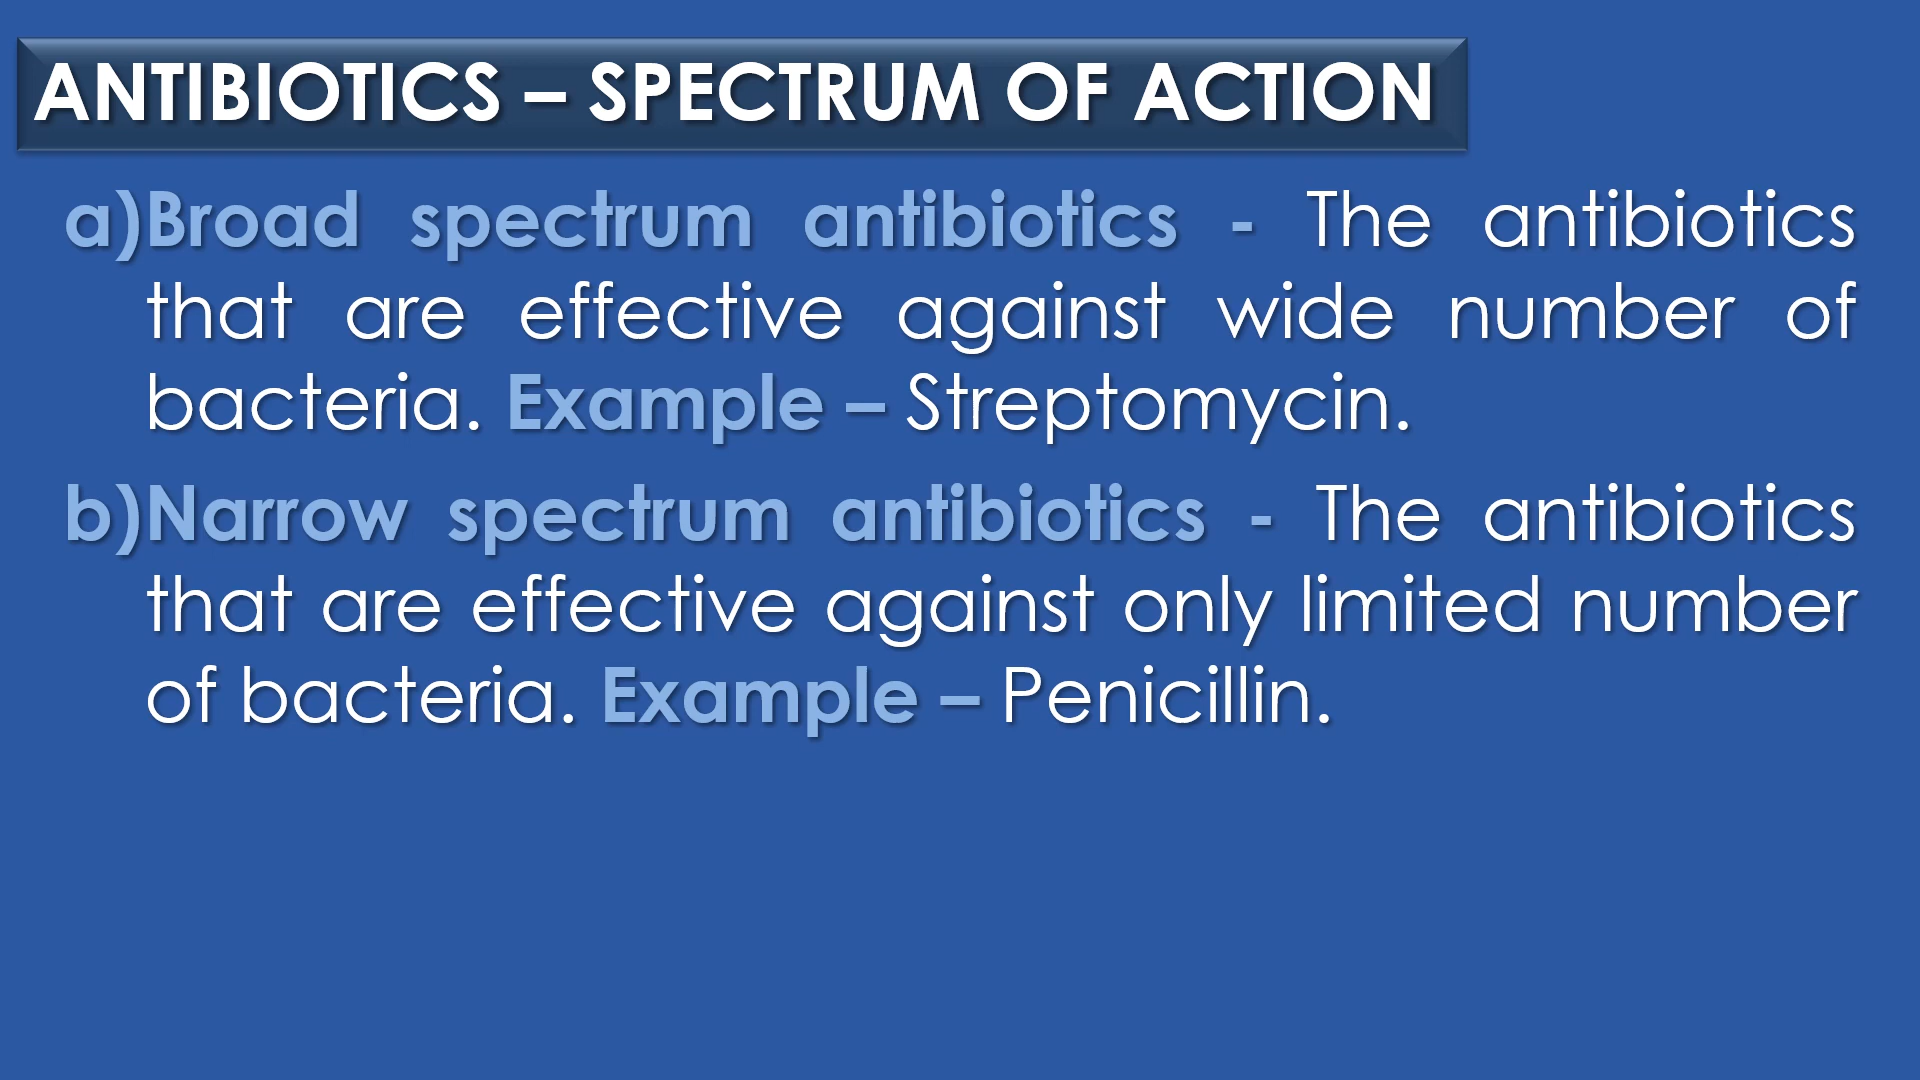 ANTIBIOTICS – SPECTRUM OF ACTION
a)Broad spectrum antibiotics - The antibiotics
that are effective against wide number of
bacteria. Example – Streptomycin.
b)Narrow spectrum antibiotics - The antibiotics
that are effective against only limited number
of bacteria. Example – Penicillin.